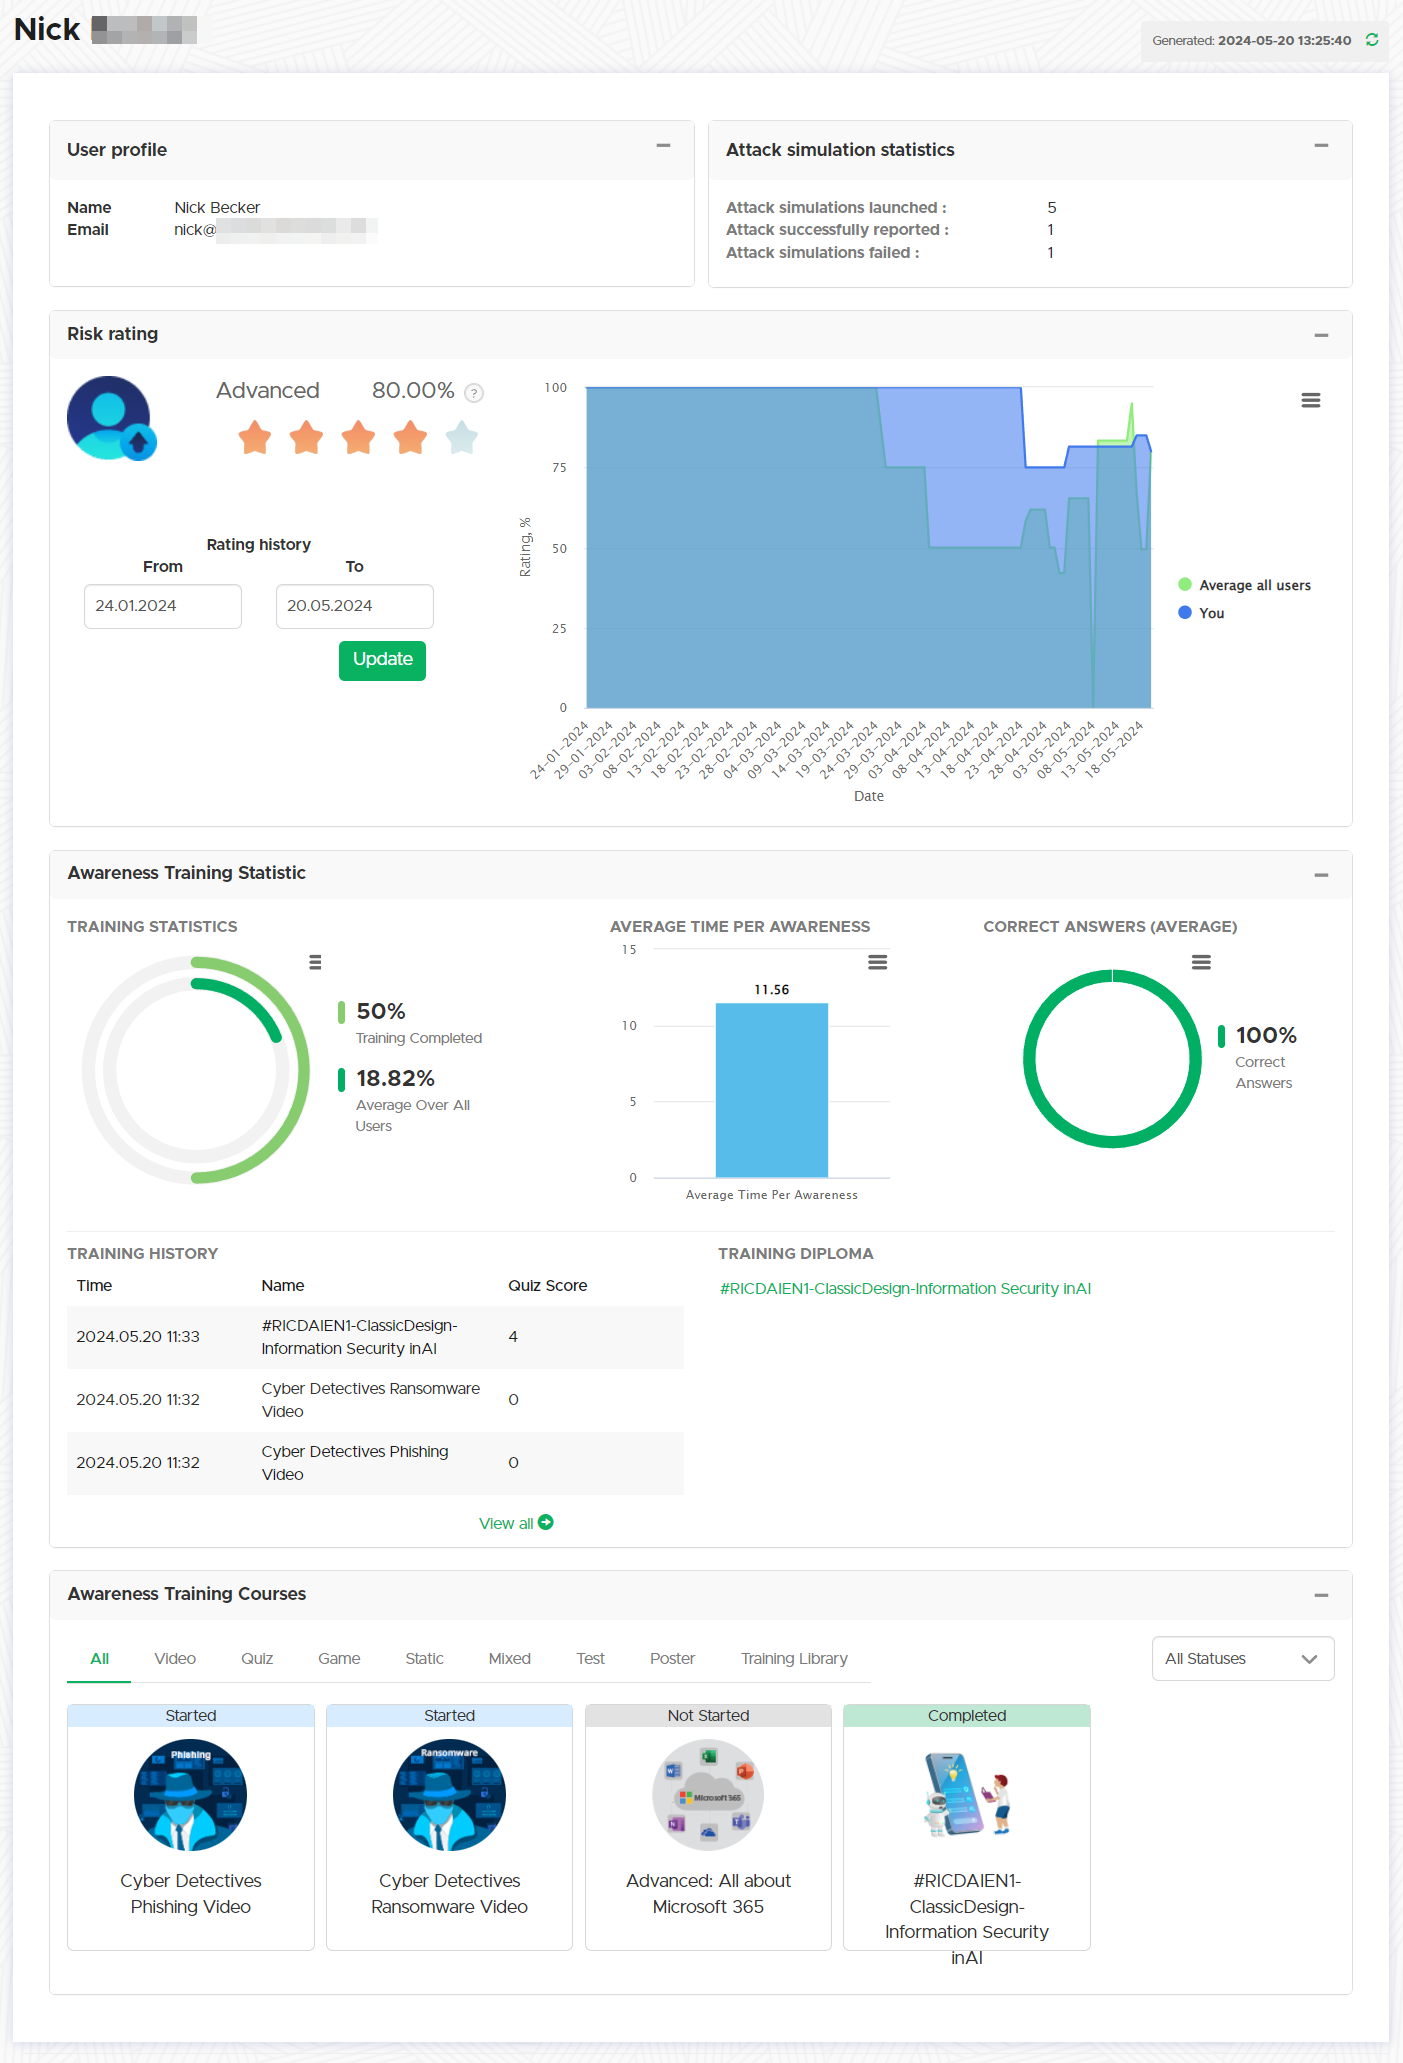 Nick
Generated: 2024-05-20 13:25:40
User profile
Name Nick Becker
Email nick@
Attack simulation statistics
Attack simulations launched : 5
Attack successfully reported : 1
Attack simulations failed : 1
Risk rating
Advanced 80.00% ?
Rating history
From To
24.01.2024 20.05.2024
Update
100
75
50
25
0
Rating, %
24-01-2024
29-01-2024
03-02-2024
08-02-2024
13-02-2024
18-02-2024
23-02-2024
28-02-2024
04-03-2024
09-03-2024
14-03-2024
19-03-2024
24-03-2024
29-03-2024
03-04-2024
08-04-2024
13-04-2024
18-04-2024
23-04-2024
28-04-2024
03-05-2024
08-05-2024
13-05-2024
18-05-2024
Date
Average all users
You
Awareness Training Statistic
TRAINING STATISTICS
50%
Training Completed
18.82%
Average Over All
Users
AVERAGE TIME PER AWARENESS
15
10
5
0
11.56
Average Time Per Awareness
CORRECT ANSWERS (AVERAGE)
100%
Correct
Answers
TRAINING HISTORY
Time Name Quiz Score
2024.05.20 11:33 #RICDAIEN1-ClassicDesign-
Information Security inAI 4
2024.05.20 11:32 Cyber Detectives Ransomware
Video 0
2024.05.20 11:32 Cyber Detectives Phishing
Video 0
View all
TRAINING DIPLOMA
#RICDAIEN1-ClassicDesign-Information Security inAI
Awareness Training Courses
All Video Quiz Game Static Mixed Test Poster Training Library
All Statuses
Started
Phishing
Cyber Detectives
Phishing Video
Started
Ransomware
Cyber Detectives
Ransomware Video
Not Started
Microsoft 365
Advanced: All about
Microsoft 365
Completed
#RICDAIEN1-
ClassicDesign-
Information Security
inAI